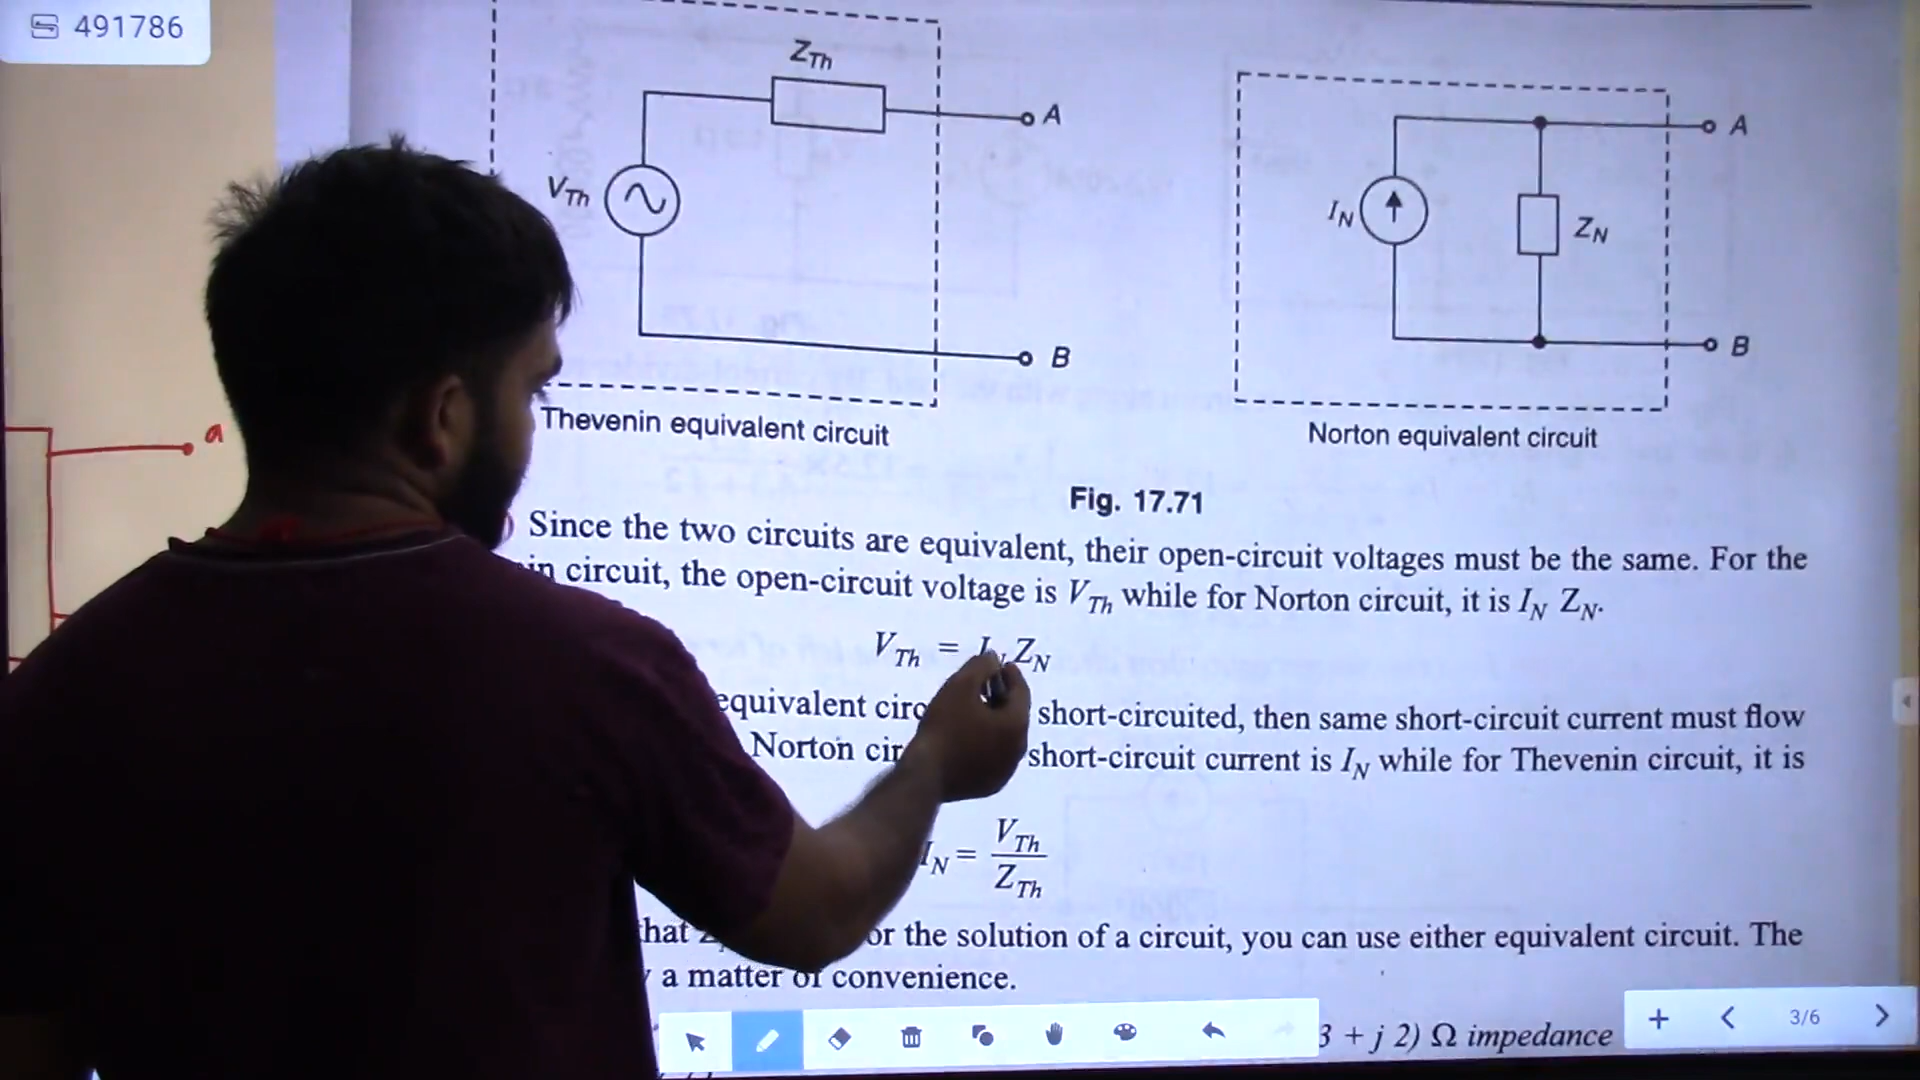 491786
Z_Th
A
V_Th
B
Thevenin equivalent circuit
A
I_N
Z_N
B
Norton equivalent circuit
a
Fig. 17.71
) Since the two circuits are equivalent, their open-circuit voltages must be the same. For the
in circuit, the open-circuit voltage is V_Th while for Norton circuit, it is I_N Z_N.
V_Th = I_N Z_N
equivalent short-circuited, then same short-circuit current must flow
Norton short-circuit current is I_N while for Thevenin circuit, it is
I_N = V_Th / Z_Th
that or the solution of a circuit, you can use either equivalent circuit. The
a matter of convenience.
3 + j 2) Ω impedance
3/6